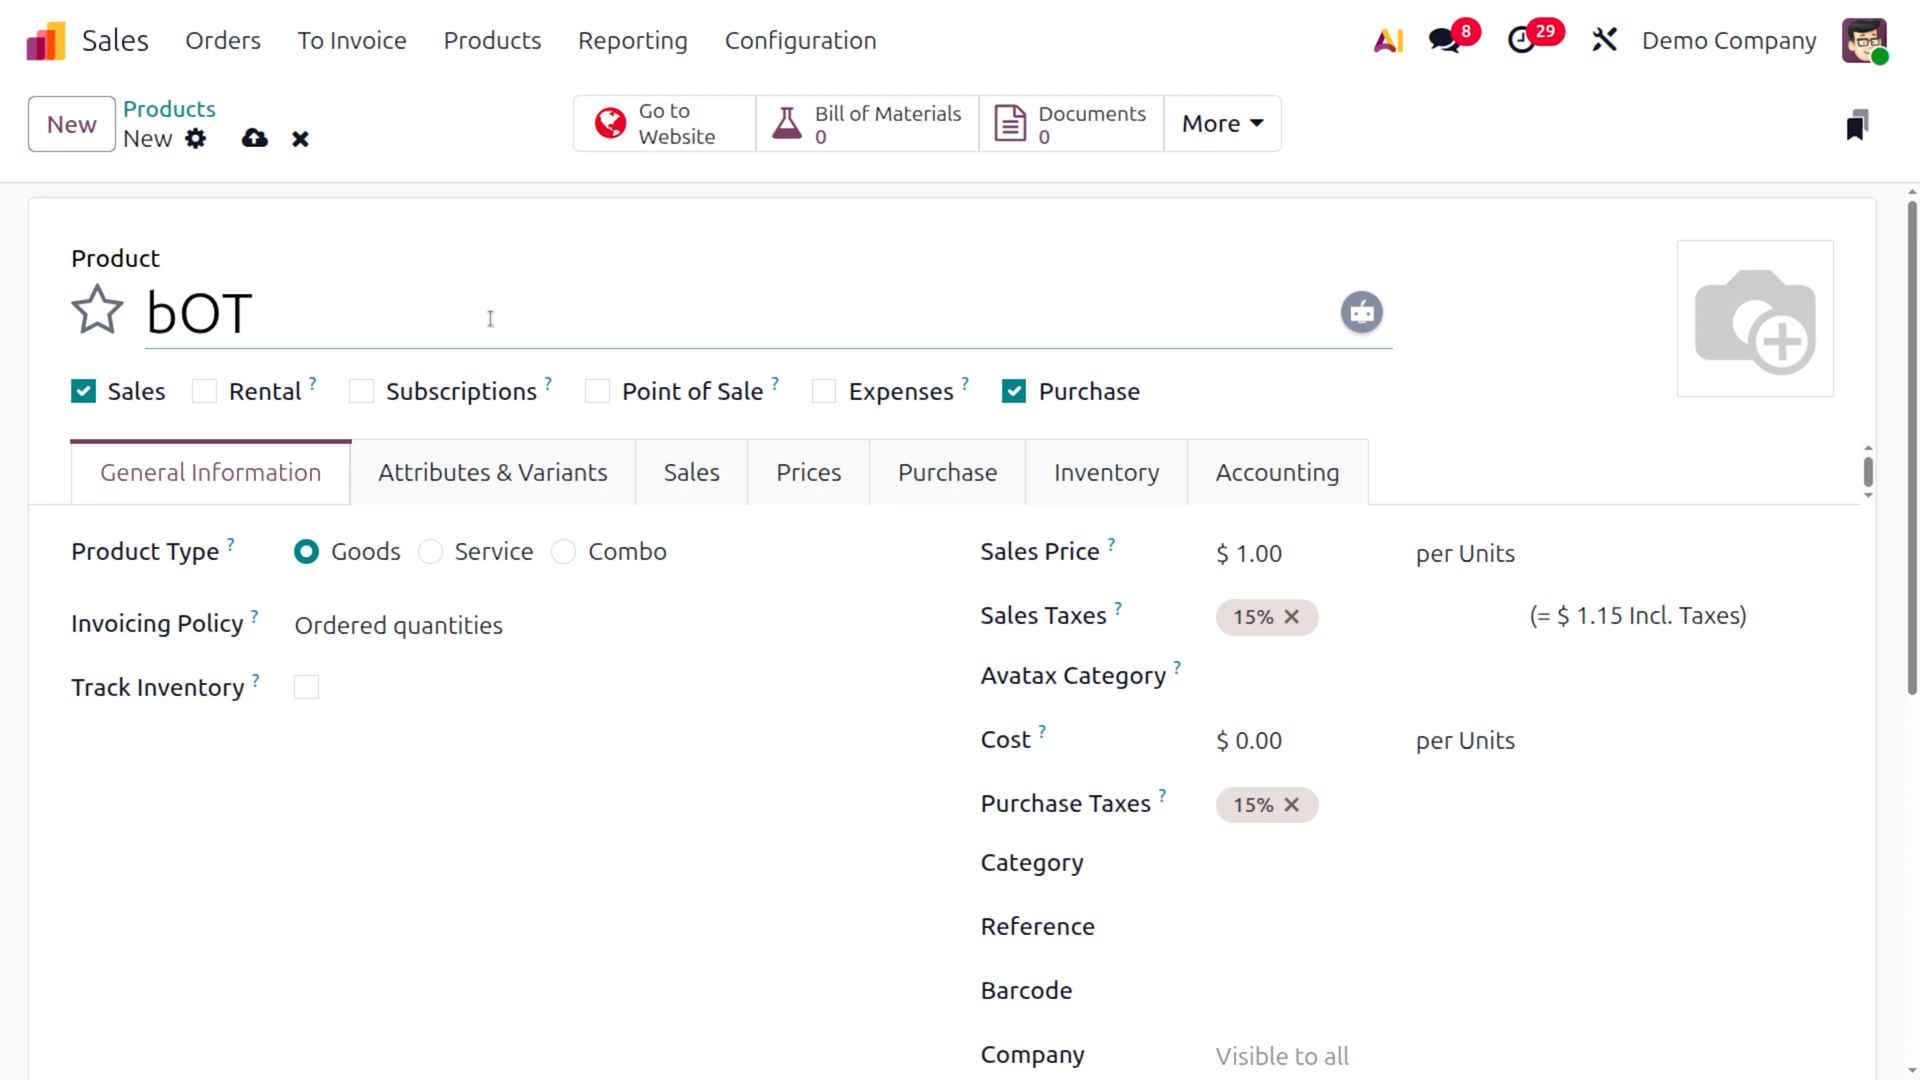 Sales Orders To Invoice Products Reporting Configuration AI 8 29 Demo Company
New Products Go to Website Bill of Materials 0 Documents 0 More
New
Product
bOT
Sales Rental ? Subscriptions ? Point of Sale ? Expenses ? Purchase
General Information Attributes & Variants Sales Prices Purchase Inventory Accounting
Product Type ? Goods Service Combo
Invoicing Policy ? Ordered quantities
Track Inventory ?
Sales Price ? $ 1.00 per Units
Sales Taxes ? 15% (= $ 1.15 Incl. Taxes)
Avatax Category ?
Cost ? $ 0.00 per Units
Purchase Taxes ? 15%
Category
Reference
Barcode
Company Visible to all